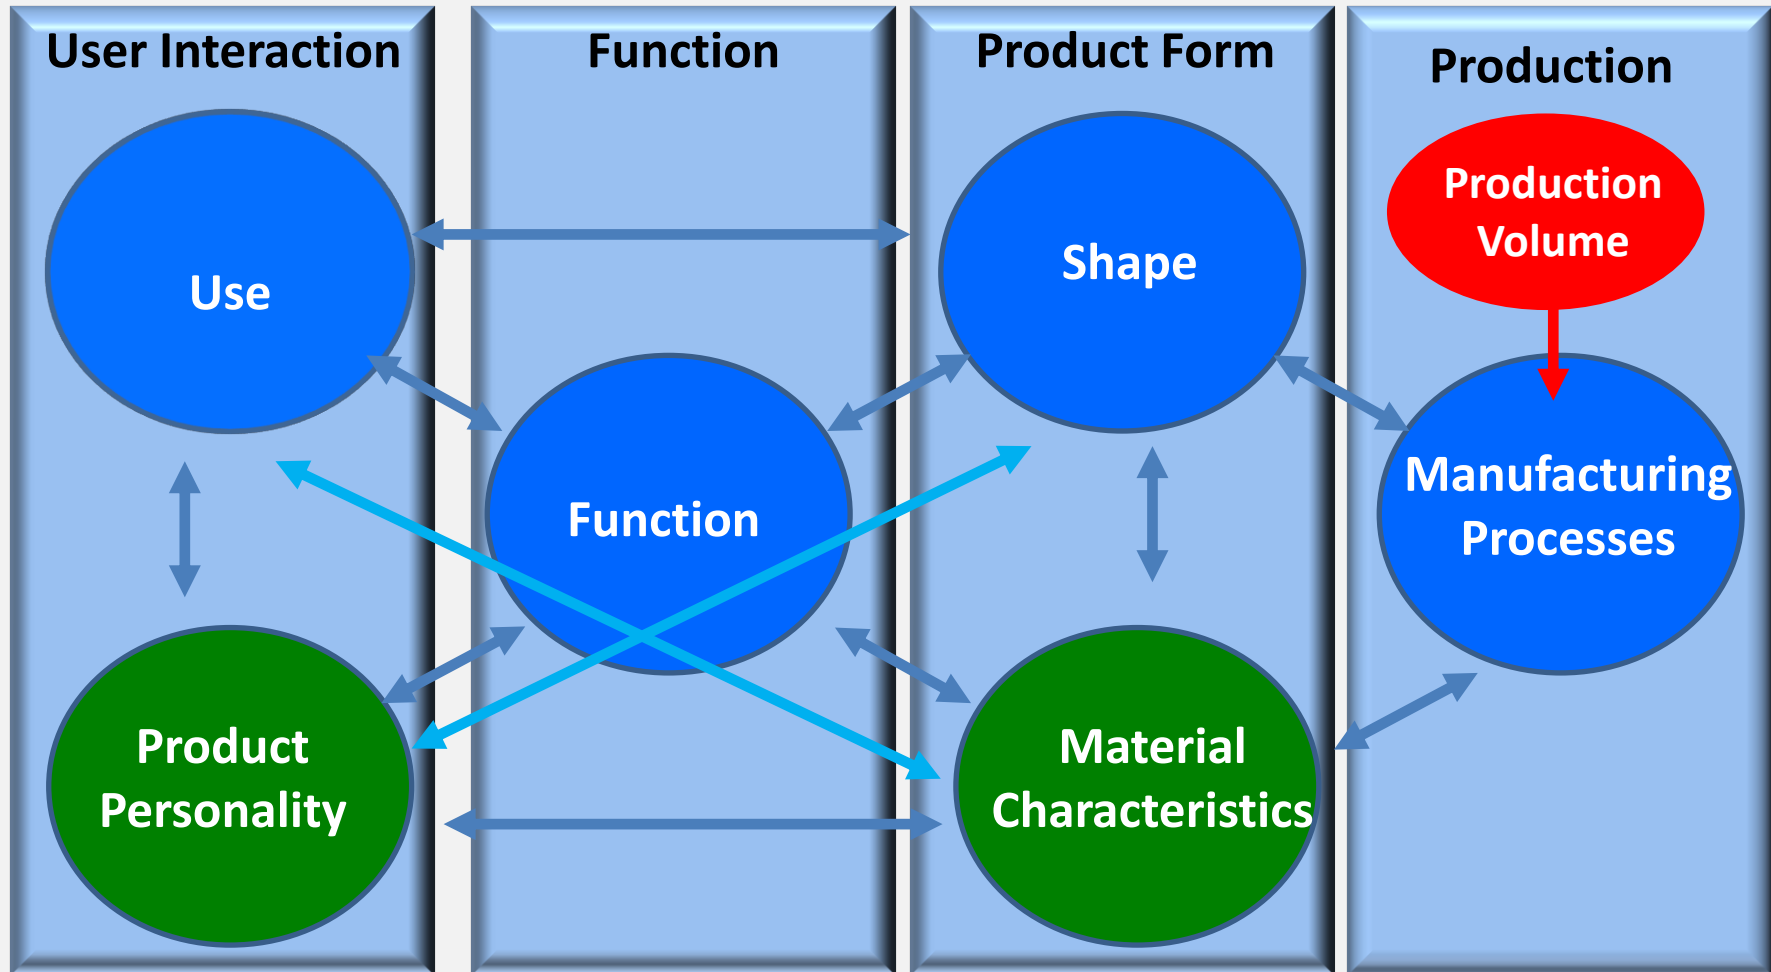 User Interaction
Function
Product Form
Production
Use
Function
Shape
Production
Volume
Manufacturing
Processes
Product
Personality
Material
Characteristics